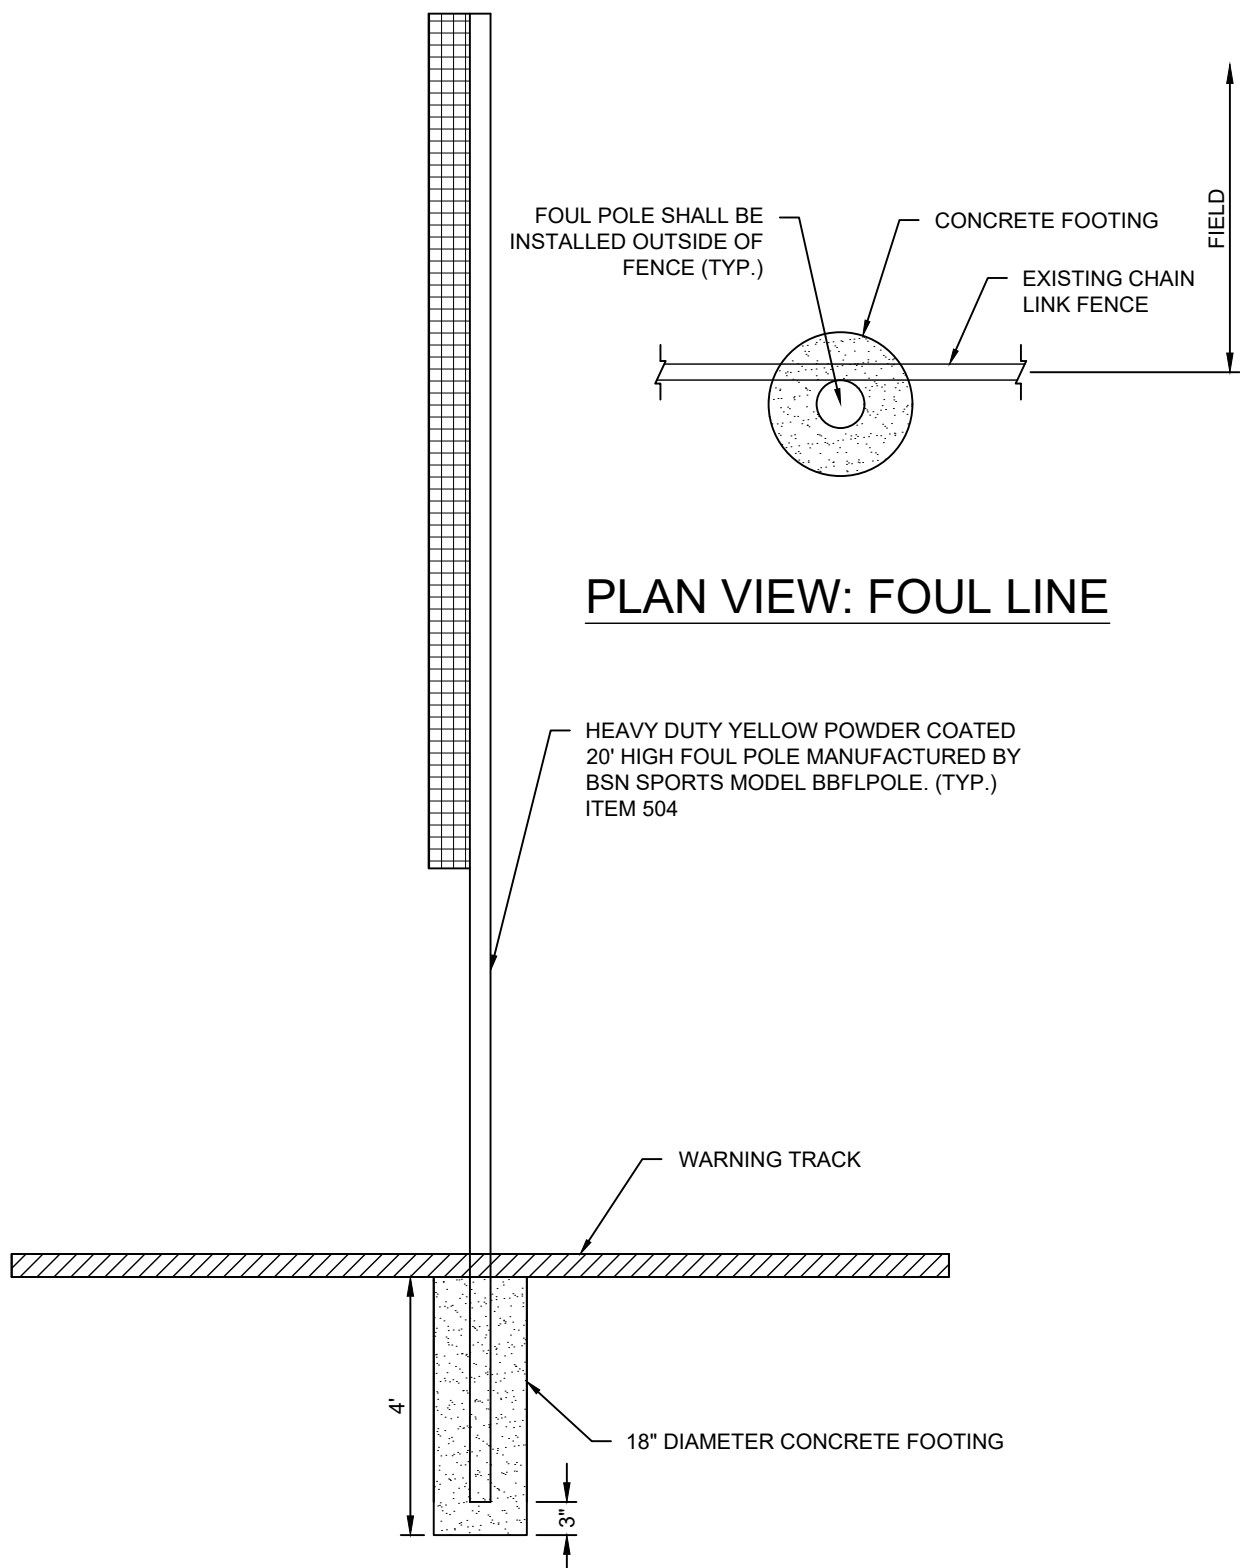 FOUL POLE SHALL BE
INSTALLED OUTSIDE OF
FENCE (TYP.)
CONCRETE FOOTING
EXISTING CHAIN
LINK FENCE
FIELD
PLAN VIEW: FOUL LINE
HEAVY DUTY YELLOW POWDER COATED
20' HIGH FOUL POLE MANUFACTURED BY
BSN SPORTS MODEL BBFLPOLE. (TYP.)
ITEM 504
WARNING TRACK
4'
18" DIAMETER CONCRETE FOOTING
3"